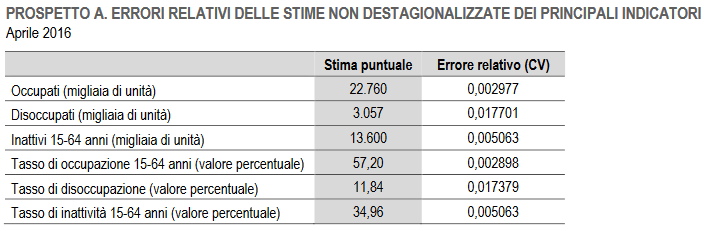 PROSPETTO A. ERRORI RELATIVI DELLE STIME NON DESTAGIONALIZZATE DEI PRINCIPALI INDICATORI
Aprile 2016
Stima puntuale Errore relativo (CV)
Occupati (migliaia di unità) 22.760 0,002977
Disoccupati (migliaia di unità) 3.057 0,017701
Inattivi 15-64 anni (migliaia di unità) 13.600 0,005063
Tasso di occupazione 15-64 anni (valore percentuale) 57,20 0,002898
Tasso di disoccupazione (valore percentuale) 11,84 0,017379
Tasso di inattività 15-64 anni (valore percentuale) 34,96 0,005063